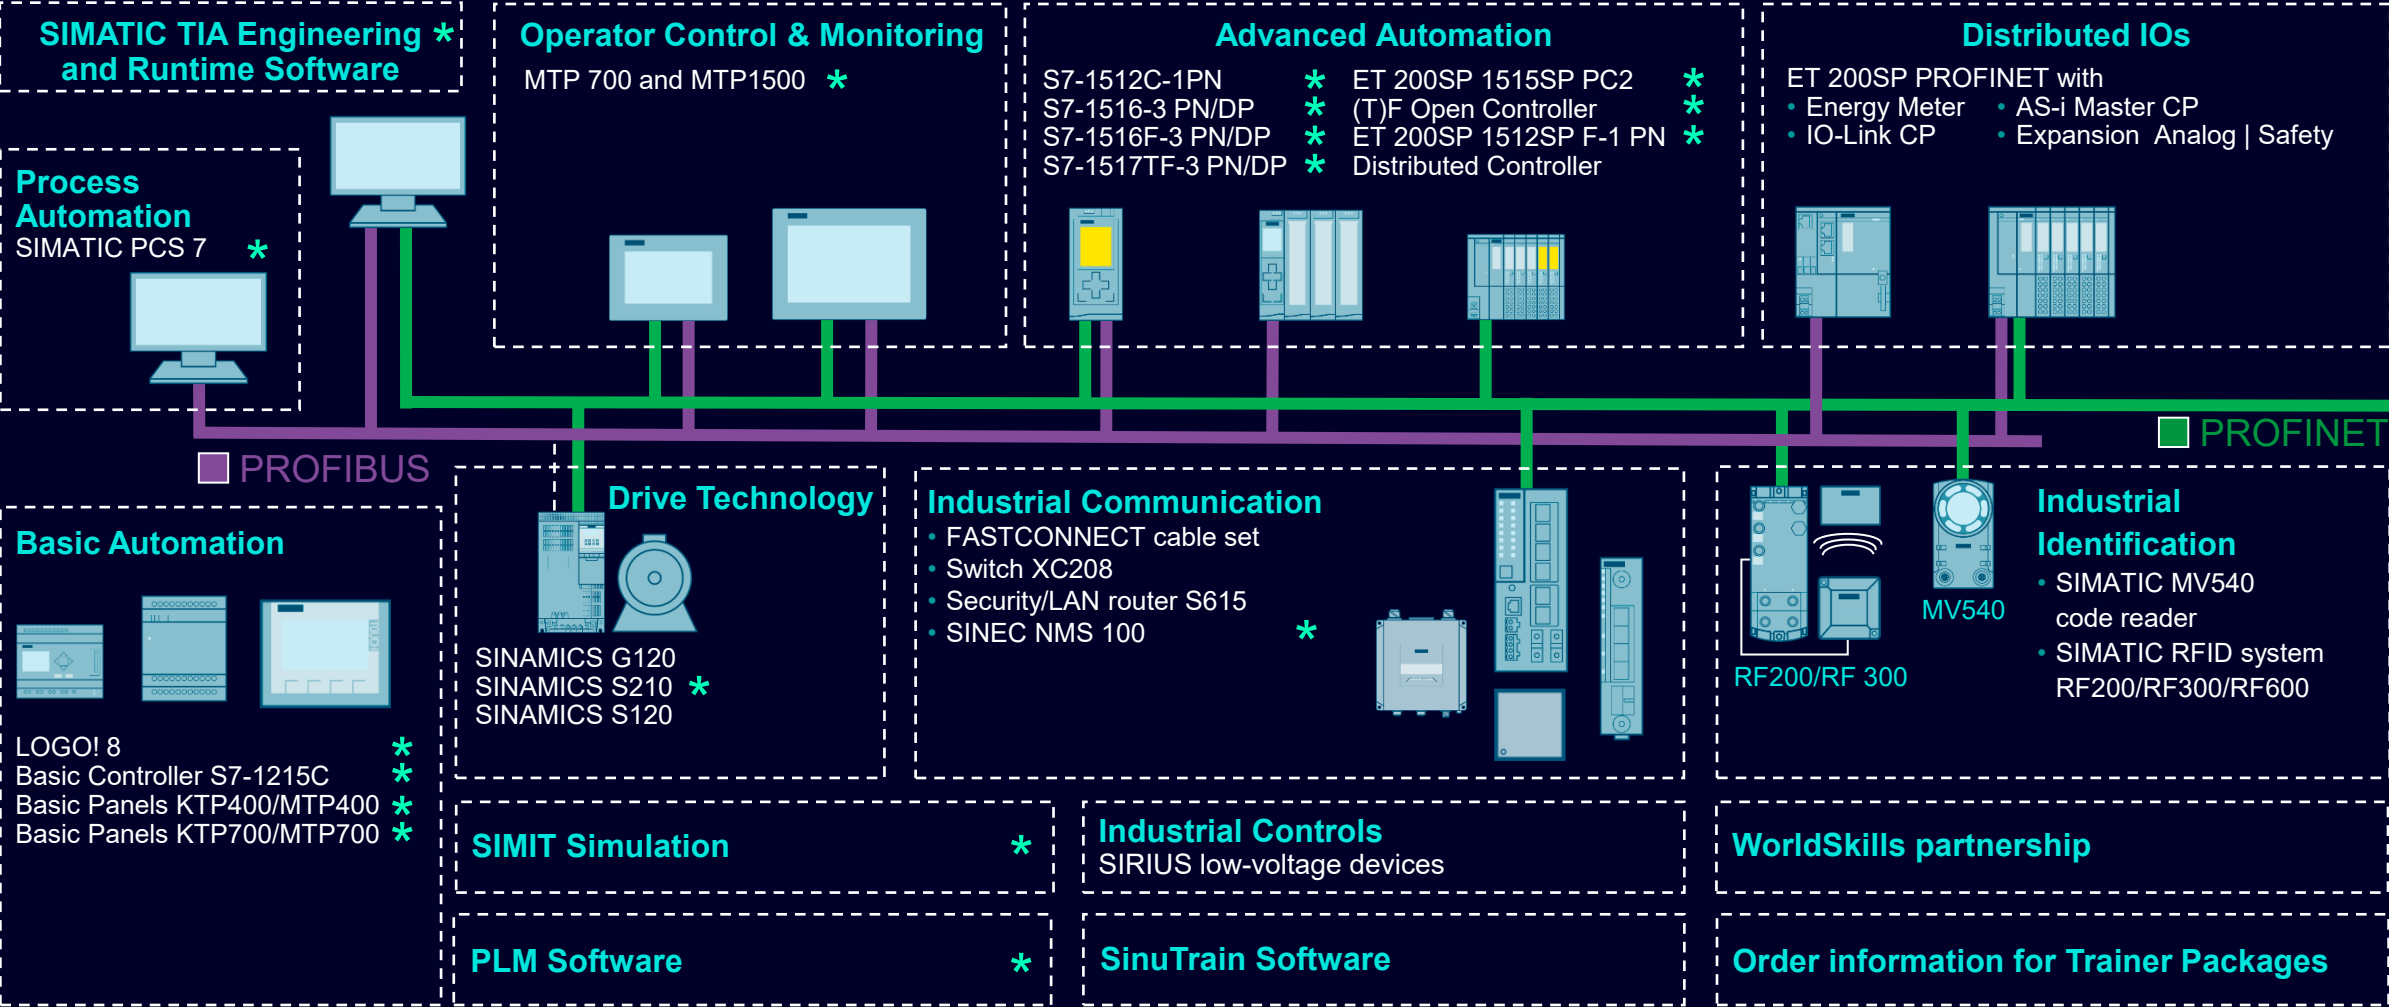 SIMATIC TIA Engineering *
and Runtime Software
Operator Control & Monitoring
MTP 700 and MTP1500 *
Advanced Automation
S7-1512C-1PN *
S7-1516-3 PN/DP *
S7-1516F-3 PN/DP *
S7-1517TF-3 PN/DP *
ET 200SP 1515SP PC2 *
(T)F Open Controller *
ET 200SP 1512SP F-1 PN *
Distributed Controller
Distributed IOs
ET 200SP PROFINET with
• Energy Meter • AS-i Master CP
• IO-Link CP • Expansion Analog | Safety
Process
Automation
SIMATIC PCS 7 *
PROFIBUS
PROFINET
Basic Automation
LOGO! 8 *
Basic Controller S7-1215C *
Basic Panels KTP400/MTP400 *
Basic Panels KTP700/MTP700 *
Drive Technology
SINAMICS G120
SINAMICS S210 *
SINAMICS S120
Industrial Communication
• FASTCONNECT cable set
• Switch XC208
• Security/LAN router S615
• SINEC NMS 100 *
RF200/RF 300
MV540
Industrial
Identification
• SIMATIC MV540
code reader
• SIMATIC RFID system
RF200/RF300/RF600
SIMIT Simulation *
Industrial Controls
SIRIUS low-voltage devices
WorldSkills partnership
PLM Software *
SinuTrain Software
Order information for Trainer Packages